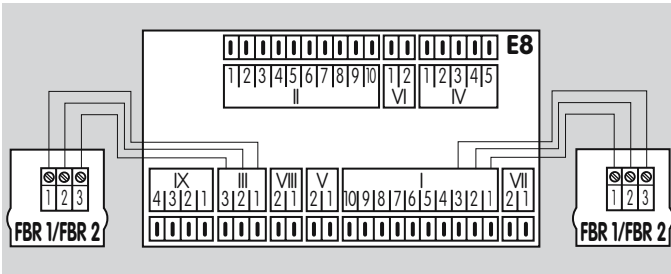 E8
1 2 3 4 5 6 7 8 9 10 1 2 1 2 3 4 5
II VI IV
IX III VIII V I VII
4 3 2 1 3 2 1 2 1 2 1 10 9 8 7 6 5 4 3 2 1 2 1
1 2 3
FBR 1/FBR 2
1 2 3
FBR 1/FBR 2